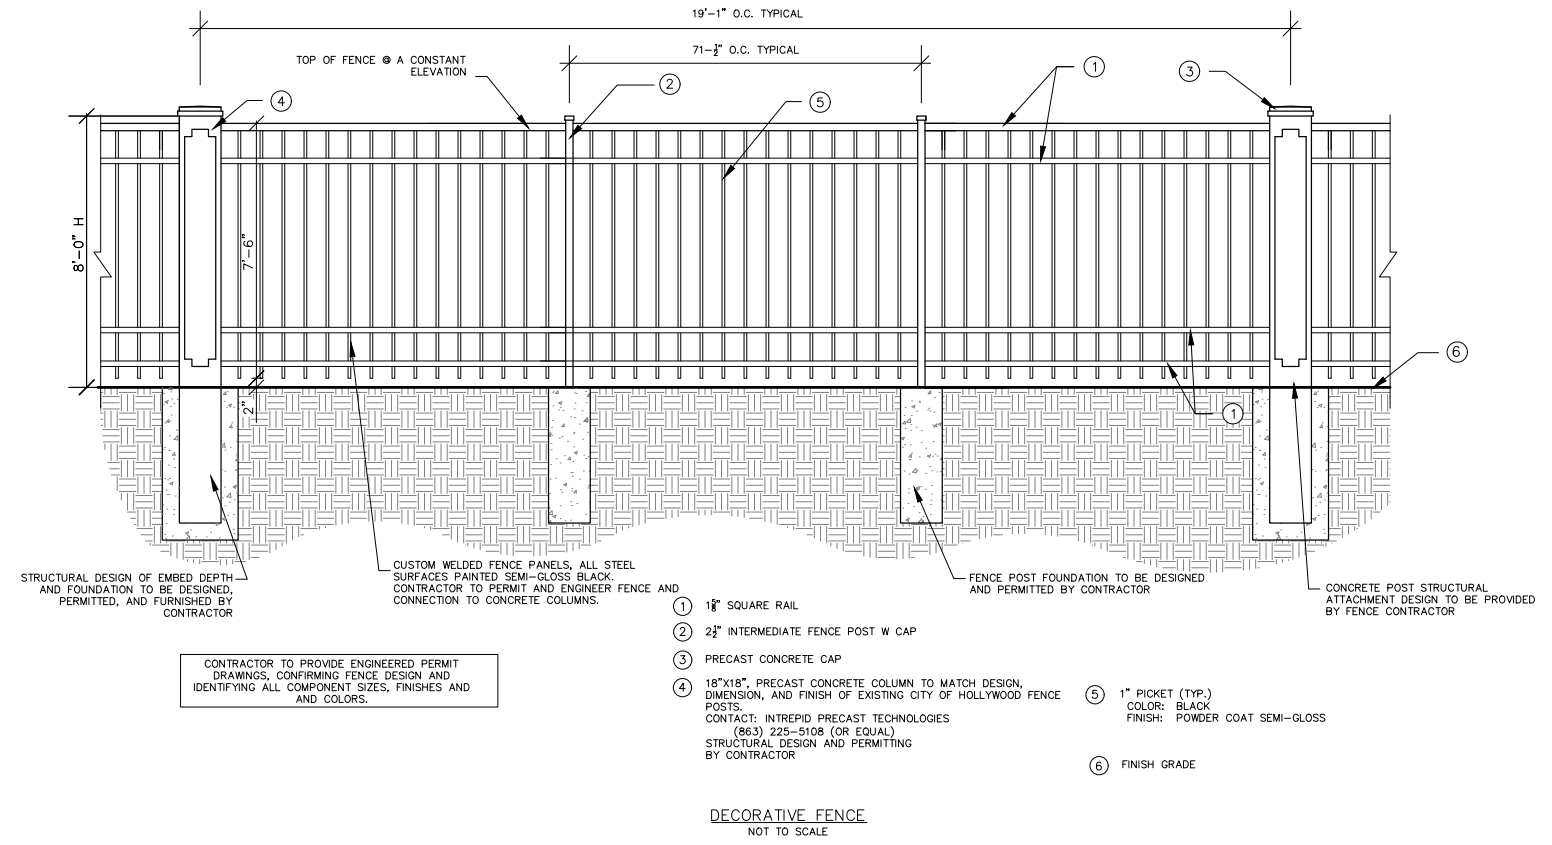 19'-1" O.C. TYPICAL
71-½" O.C. TYPICAL
TOP OF FENCE @ A CONSTANT
ELEVATION
1
2
3
4
5
8'-0" H
7'-6"
2"
6
1
STRUCTURAL DESIGN OF EMBED DEPTH
AND FOUNDATION TO BE DESIGNED,
PERMITTED, AND FURNISHED BY
CONTRACTOR
CUSTOM WELDED FENCE PANELS, ALL STEEL
SURFACES PAINTED SEMI-GLOSS BLACK.
CONTRACTOR TO PERMIT AND ENGINEER FENCE AND
CONNECTION TO CONCRETE COLUMNS.
FENCE POST FOUNDATION TO BE DESIGNED
AND PERMITTED BY CONTRACTOR
CONCRETE POST STRUCTURAL
ATTACHMENT DESIGN TO BE PROVIDED
BY FENCE CONTRACTOR
CONTRACTOR TO PROVIDE ENGINEERED PERMIT
DRAWINGS, CONFIRMING FENCE DESIGN AND
IDENTIFYING ALL COMPONENT SIZES, FINISHES AND
AND COLORS.
1 1⅝" SQUARE RAIL
2 2½" INTERMEDIATE FENCE POST W CAP
3 PRECAST CONCRETE CAP
4 18"X18", PRECAST CONCRETE COLUMN TO MATCH DESIGN,
DIMENSION, AND FINISH OF EXISTING CITY OF HOLLYWOOD FENCE
POSTS.
CONTACT: INTREPID PRECAST TECHNOLOGIES
(863) 225-5108 (OR EQUAL)
STRUCTURAL DESIGN AND PERMITTING
BY CONTRACTOR
5 1" PICKET (TYP.)
COLOR: BLACK
FINISH: POWDER COAT SEMI-GLOSS
6 FINISH GRADE
DECORATIVE FENCE
NOT TO SCALE